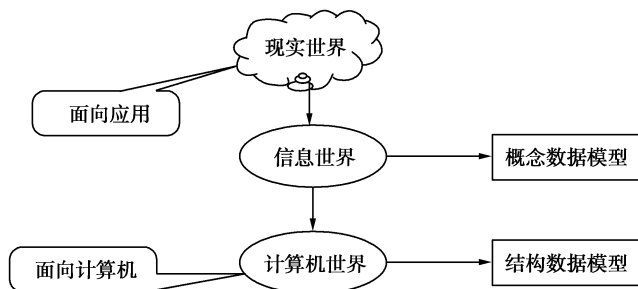 现实世界
面向应用
信息世界
概念数据模型
面向计算机
计算机世界
结构数据模型